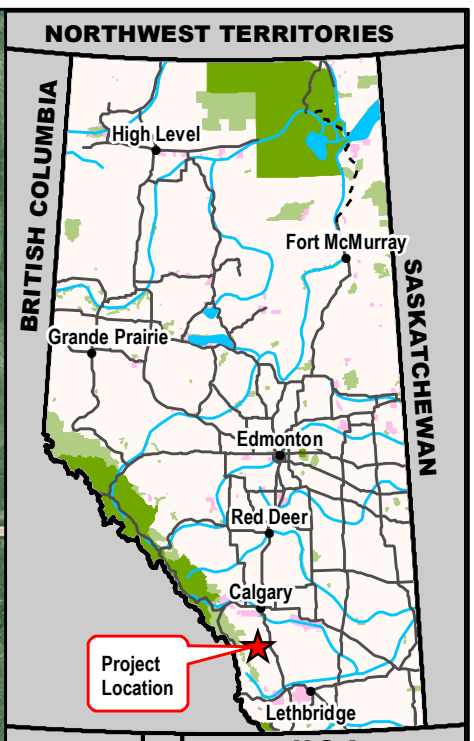 NORTHWEST TERRITORIES
BRITISH COLUMBIA
High Level
Fort McMurray
SASKATCHEWAN
Grande Prairie
Edmonton
Red Deer
Calgary
Project
Location
Lethbridge